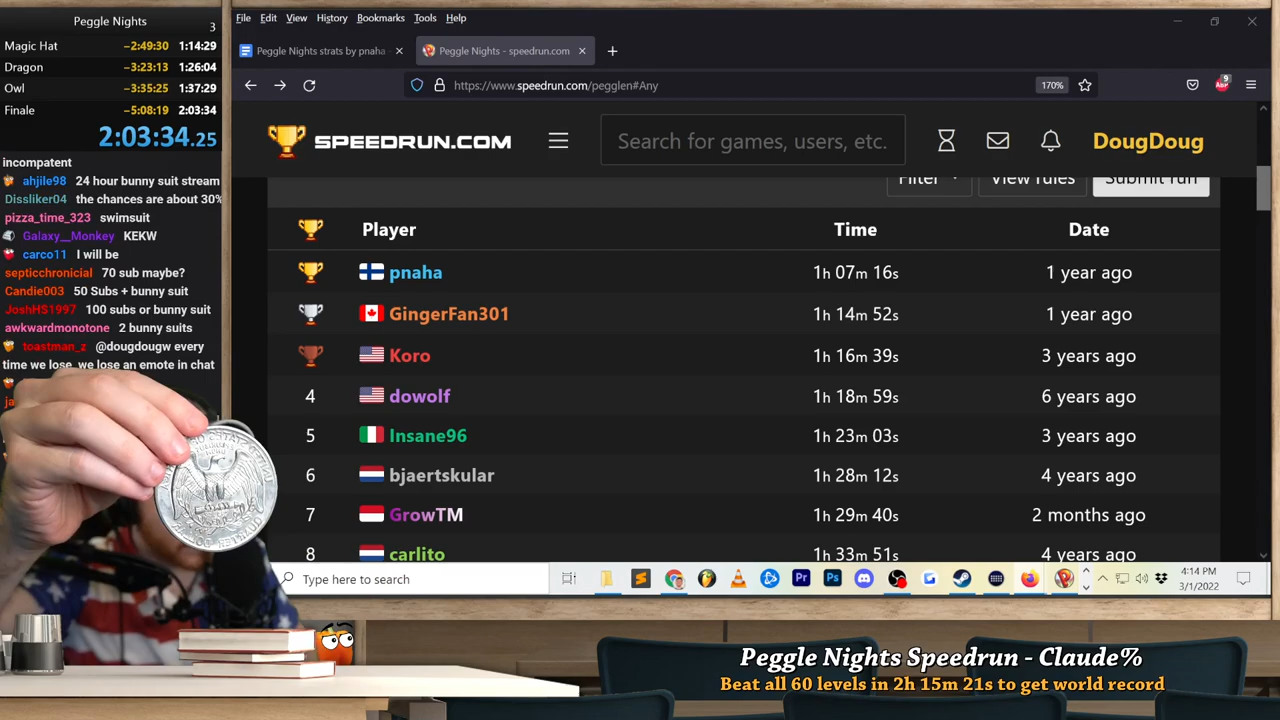 Peggle Nights
3
Magic Hat −2:49:30 1:14:29
Dragon −3:23:13 1:26:04
Owl −3:35:25 1:37:29
Finale −5:08:19 2:03:34
2:03:34.25
incompatent
ahjile98 24 hour bunny suit stream
Dissliker04 the chances are about 30%
pizza_time_323 swimsuit
Galaxy__Monkey KEKW
carco11 I will be
septicchronicial 70 sub maybe?
Candie003 50 Subs + bunny suit
JoshHS1997 100 subs or bunny suit
awkwardmonotone 2 bunny suits
toastman_z @dougdougw every
time we lose, we lose an emote in chat
File Edit View History Bookmarks Tools Help
Peggle Nights strats by pnaha
Peggle Nights - speedrun.com
https://www.speedrun.com/pegglen#Any
170%
9
SPEEDRUN.COM
Search for games, users, etc.
DougDoug
Filter
View rules
Submit run
Player Time Date
pnaha 1h 07m 16s 1 year ago
GingerFan301 1h 14m 52s 1 year ago
Koro 1h 16m 39s 3 years ago
4 dowolf 1h 18m 59s 6 years ago
5 Insane96 1h 23m 03s 3 years ago
6 bjaertskular 1h 28m 12s 4 years ago
7 GrowTM 1h 29m 40s 2 months ago
8 carlito 1h 33m 51s 4 years ago
Type here to search
Pr
Ps
4:14 PM
3/1/2022
Peggle Nights Speedrun - Claude%
Beat all 60 levels in 2h 15m 21s to get world record